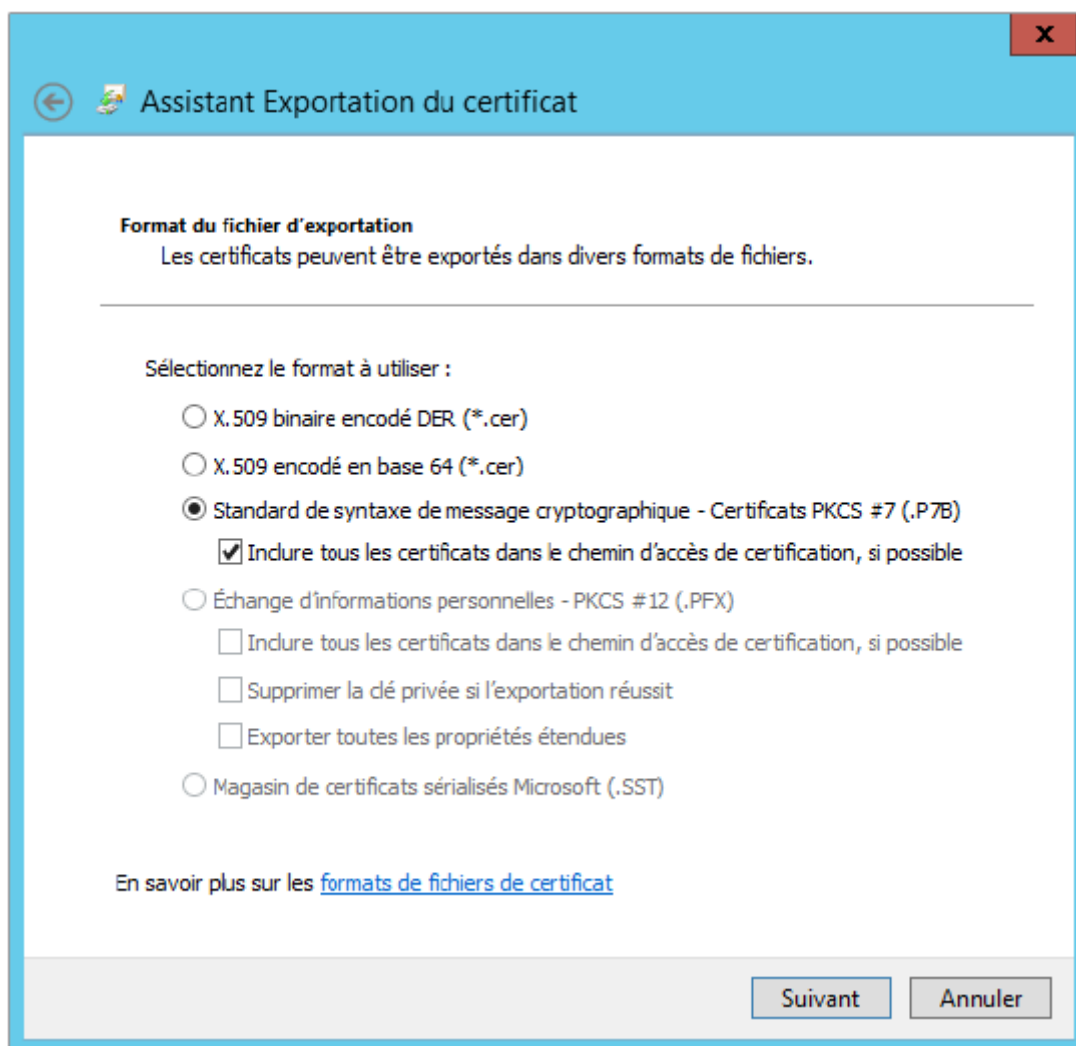 x
Assistant Exportation du certificat
Format du fichier d'exportation
Les certificats peuvent être exportés dans divers formats de fichiers.
Sélectionnez le format à utiliser :
X.509 binaire encodé DER (*.cer)
X.509 encodé en base 64 (*.cer)
Standard de syntaxe de message cryptographique - Certificats PKCS #7 (.P7B)
Inclure tous les certificats dans le chemin d'accès de certification, si possible
Échange d'informations personnelles - PKCS #12 (.PFX)
Inclure tous les certificats dans le chemin d'accès de certification, si possible
Supprimer la clé privée si l'exportation réussit
Exporter toutes les propriétés étendues
Magasin de certificats sérialisés Microsoft (.SST)
En savoir plus sur les formats de fichiers de certificat
Suivant Annuler